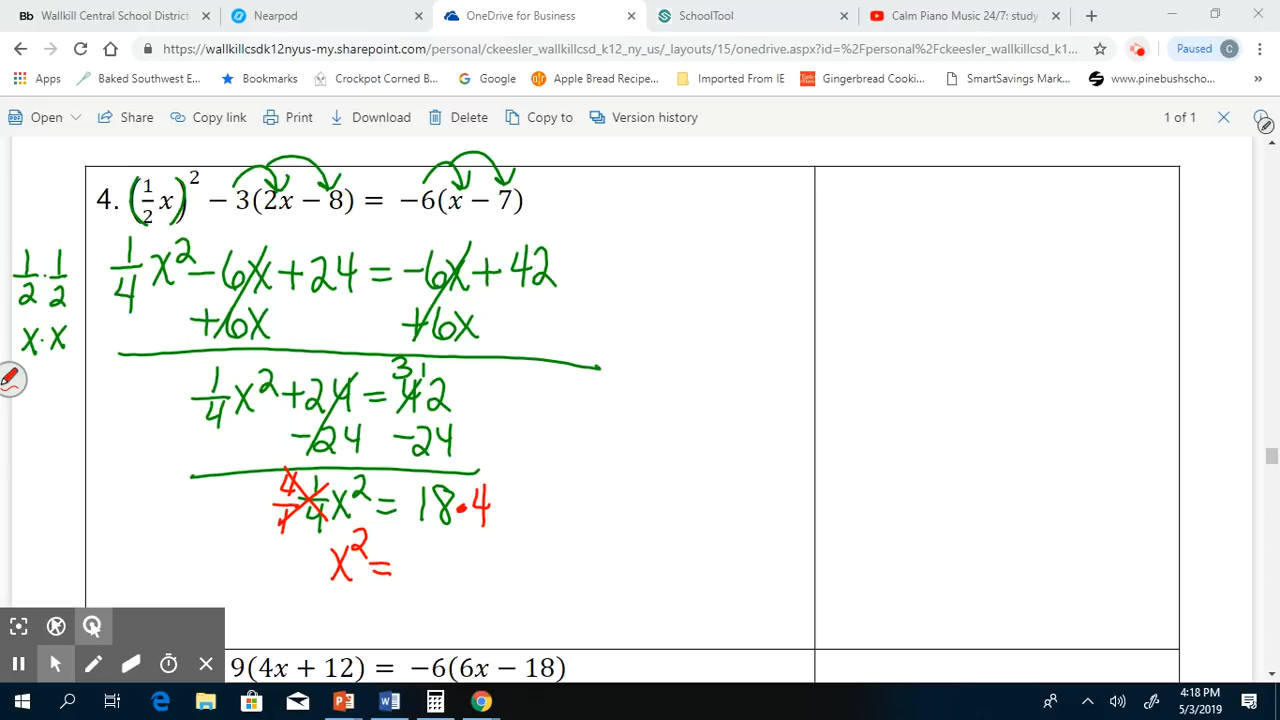 Wallkill Central School District
Nearpod
OneDrive for Business
SchoolTool
Calm Piano Music 24/7: study
https://wallkillcsdk12nyus-my.sharepoint.com/personal/ckeesler_wallkillcsd_k12_ny_us/_layouts/15/onedrive.aspx?id=%2Fpersonal%2Fckeesler_wallkillcsd_k1...
Paused C
Apps Baked Southwest E... Bookmarks Crockpot Corned B... Google Apple Bread Recipe... Imported From IE Gingerbread Cooki... SmartSavings Mark... www.pinebushscho... »
Open Share Copy link Print Download Delete Copy to Version history 1 of 1
4. (1/2 x)² − 3(2x − 8) = −6(x − 7)
1/2 · 1/2
x · x
1/4 x² − 6x + 24 = −6x + 42
+6x +6x
1/4 x² + 24 = 42
3 1
−24 −24
4/1 1/4 x² = 18 • 4
x² =
9(4x + 12) = −6(6x − 18)
4:18 PM
5/3/2019